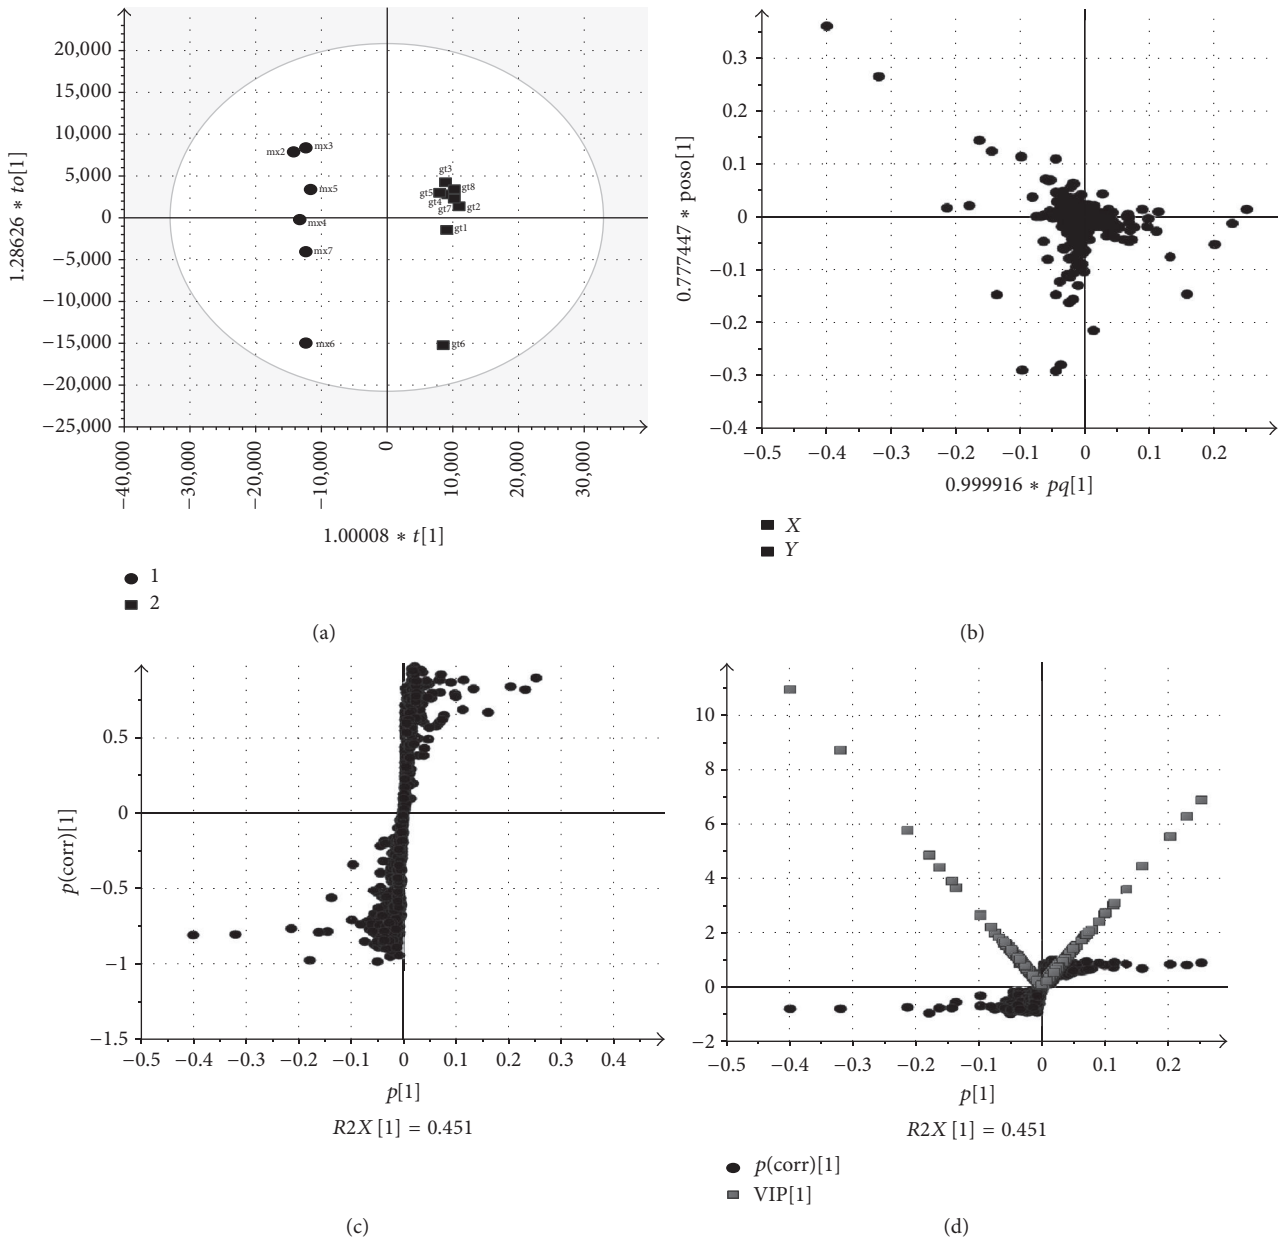 20,000
15,000
10,000
5,000
0
−5,000
−10,000
−15,000
−20,000
−25,000
1.28626 ∗ to[1]
mx2
mx3
mx5
mx4
mx7
mx6
gt3
gt5
gt8
gt4
gt7
gt2
gt1
gt6
−40,000
−30,000
−20,000
−10,000
0
10,000
20,000
30,000
1.00008 ∗ t[1]
1
2
(a)
0.3
0.2
0.1
0
−0.1
−0.2
−0.3
−0.4
0.777447 ∗ poso[1]
−0.5 −0.4 −0.3 −0.2 −0.1 0 0.1 0.2
0.999916 ∗ pq[1]
X
Y
(b)
0.5
0
−0.5
−1
−1.5
p(corr)[1]
−0.5 −0.4 −0.3 −0.2 −0.1 0 0.1 0.2 0.3 0.4
p[1]
R2X [1] = 0.451
(c)
10
8
6
4
2
0
−2
−0.5 −0.4 −0.3 −0.2 −0.1 0 0.1 0.2
p[1]
R2X [1] = 0.451
p(corr)[1]
VIP[1]
(d)